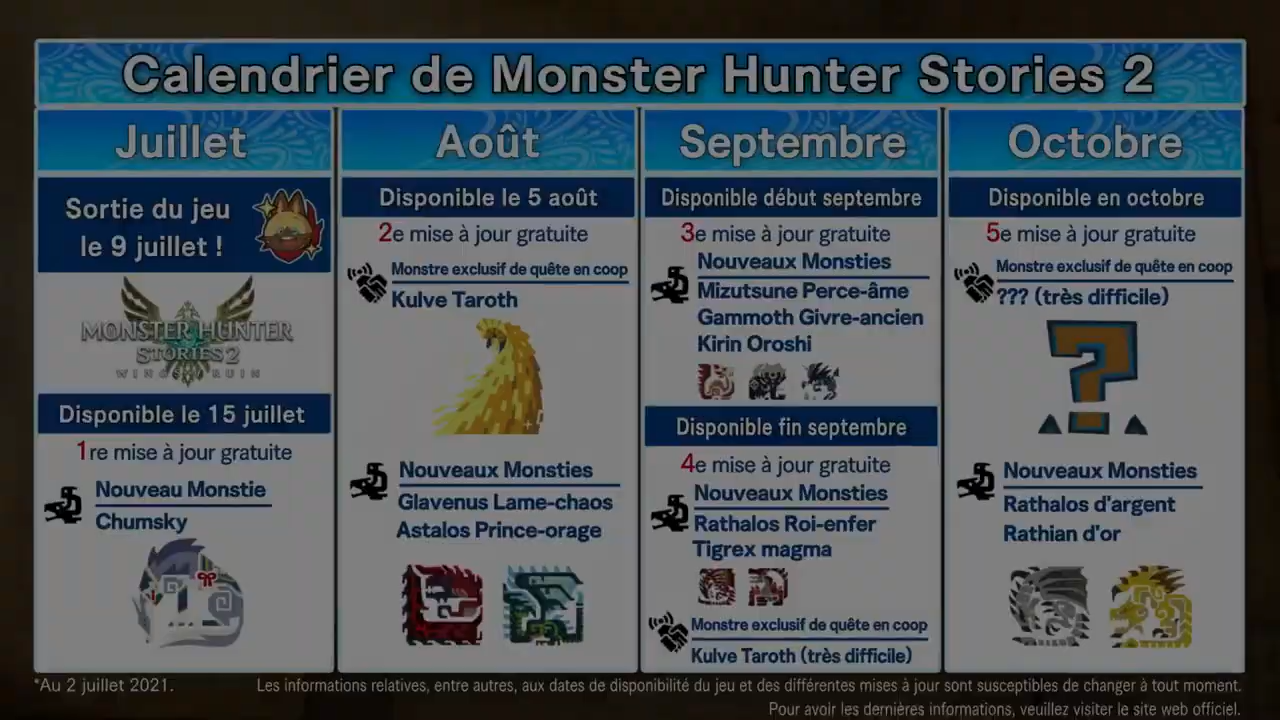 Calendrier de Monster Hunter Stories 2
Juillet
Sortie du jeu
le 9 juillet !
MONSTER HUNTER
STORIES 2
WINGS OF RUIN
Disponible le 15 juillet
1re mise à jour gratuite
Nouveau Monstie
Chumsky
Août
Disponible le 5 août
2e mise à jour gratuite
Monstre exclusif de quête en coop
Kulve Taroth
Nouveaux Monsties
Glavenus Lame-chaos
Astalos Prince-orage
Septembre
Disponible début septembre
3e mise à jour gratuite
Nouveaux Monsties
Mizutsune Perce-âme
Gammoth Givre-ancien
Kirin Oroshi
Disponible fin septembre
4e mise à jour gratuite
Nouveaux Monsties
Rathalos Roi-enfer
Tigrex magma
Monstre exclusif de quête en coop
Kulve Taroth (très difficile)
Octobre
Disponible en octobre
5e mise à jour gratuite
Monstre exclusif de quête en coop
??? (très difficile)
?
Nouveaux Monsties
Rathalos d'argent
Rathian d'or
*Au 2 juillet 2021.
Les informations relatives, entre autres, aux dates de disponibilité du jeu et des différentes mises à jour sont susceptibles de changer à tout moment.
Pour avoir les dernières informations, veuillez visiter le site web officiel.